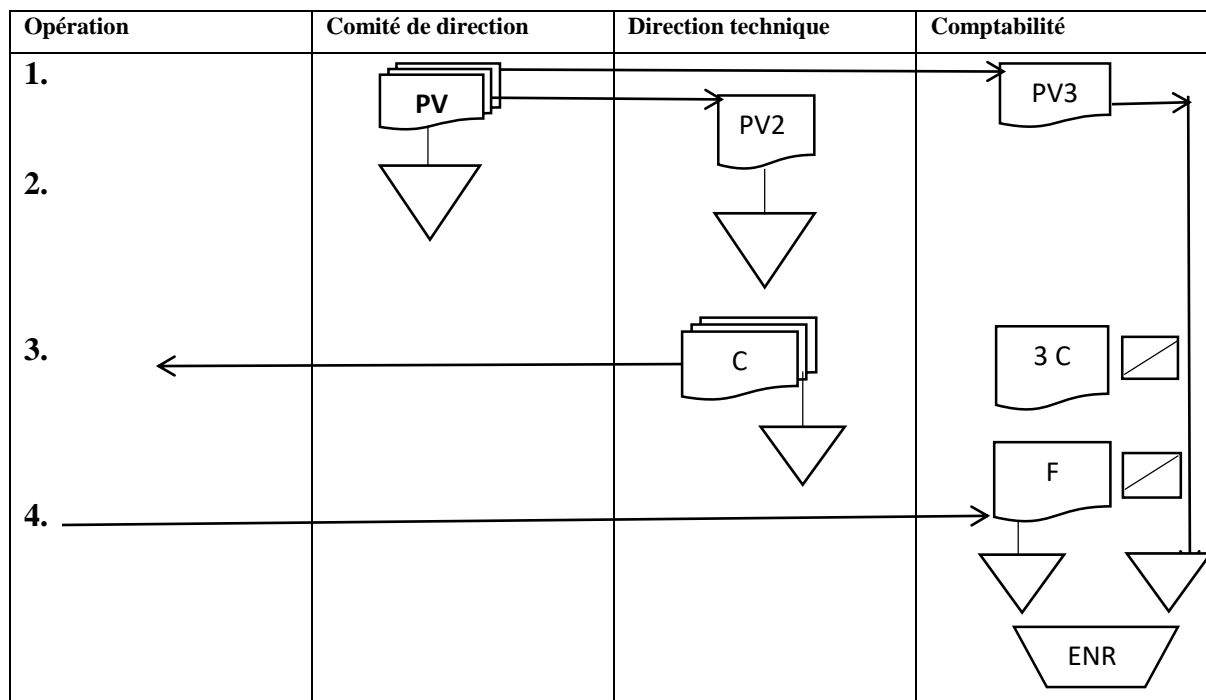 Opération Comité de direction Direction technique Comptabilité
1.
PV
PV2
PV3
2.
3.
C
3 C
F
4.
ENR